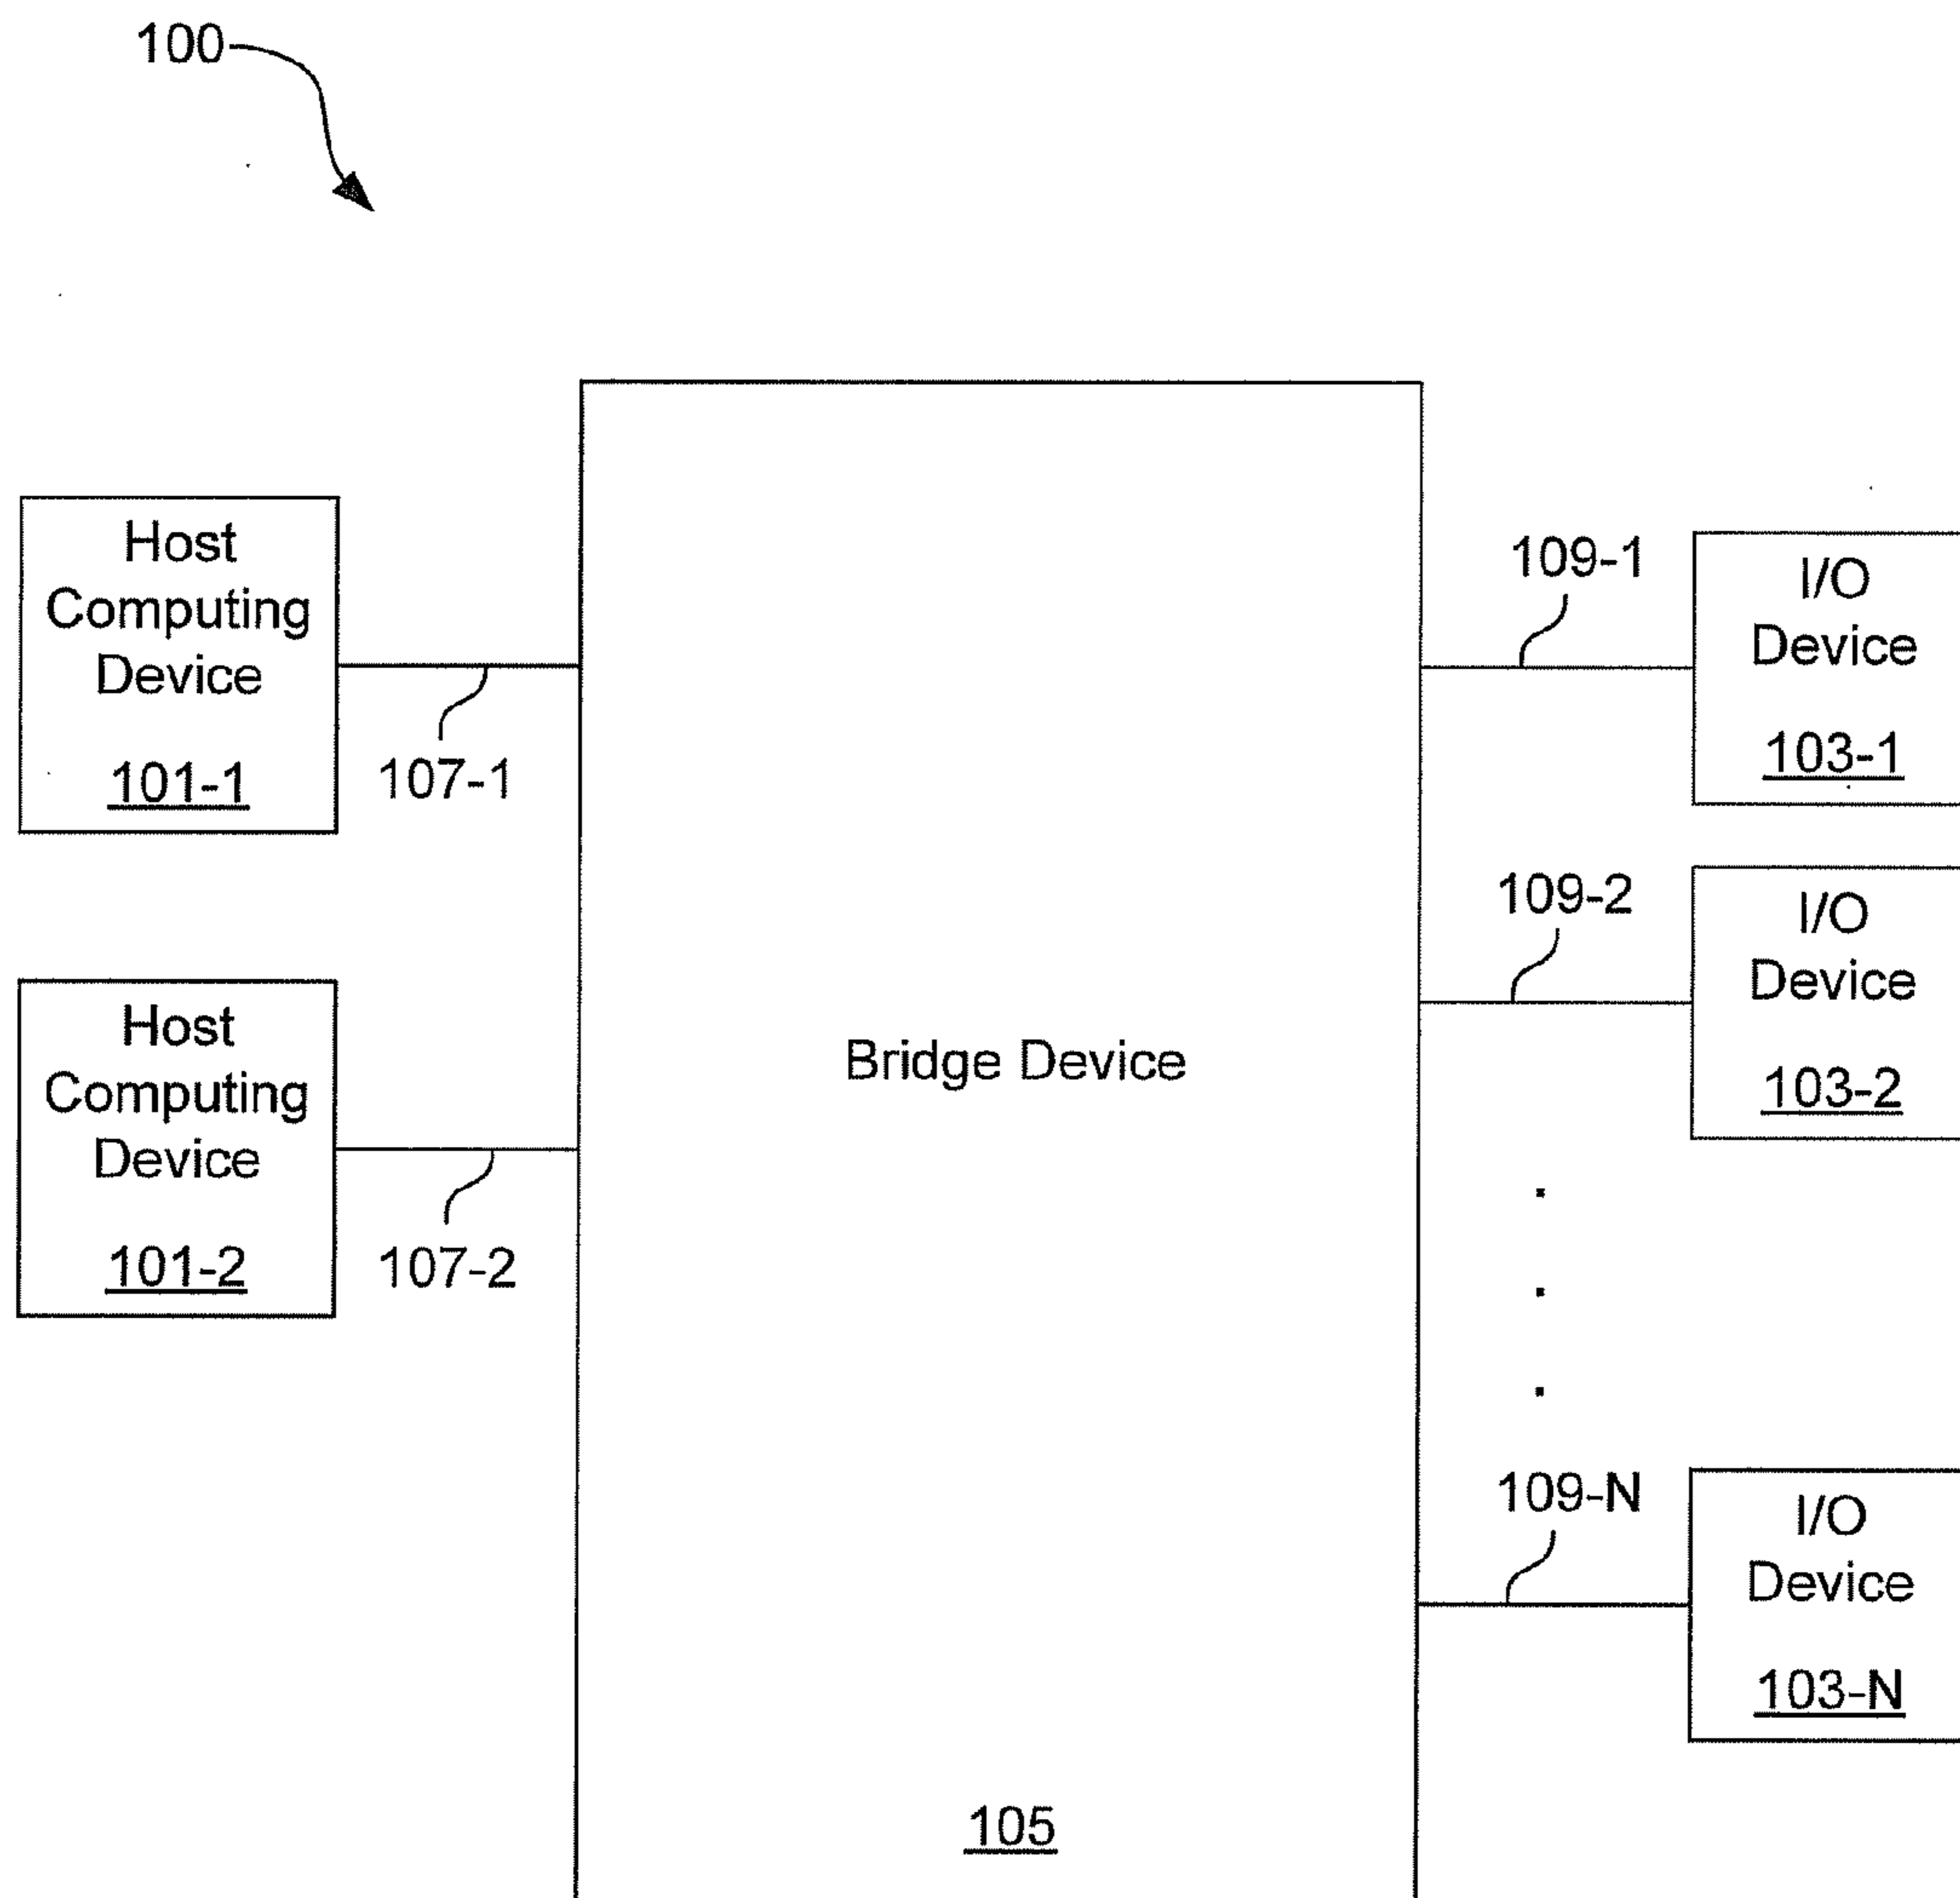 100
Host
Computing
Device
101-1
107-1
Host
Computing
Device
101-2
107-2
Bridge Device
105
109-1
I/O
Device
103-1
109-2
I/O
Device
103-2
109-N
I/O
Device
103-N